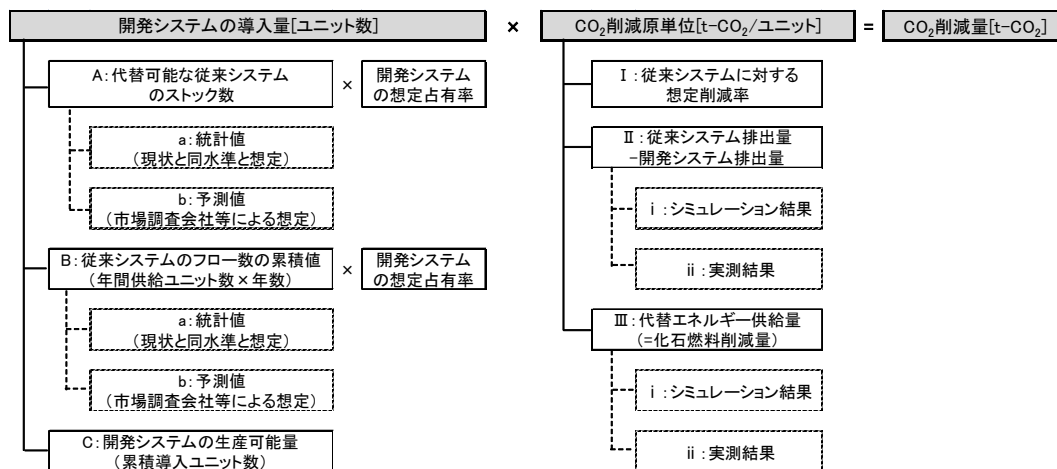 開発システムの導入量[ユニット数]
×
CO₂削減原単位[t-CO₂/ユニット]
=
CO₂削減量[t-CO₂]
A:代替可能な従来システム
のストック数
×
開発システム
の想定占有率
a:統計値
(現状と同水準と想定)
b:予測値
(市場調査会社等による想定)
B:従来システムのフロー数の累積値
(年間供給ユニット数×年数)
×
開発システム
の想定占有率
a:統計値
(現状と同水準と想定)
b:予測値
(市場調査会社等による想定)
C:開発システムの生産可能量
(累積導入ユニット数)
Ⅰ:従来システムに対する
想定削減率
Ⅱ:従来システム排出量
-開発システム排出量
ⅰ:シミュレーション結果
ⅱ:実測結果
Ⅲ:代替エネルギー供給量
(=化石燃料削減量)
ⅰ:シミュレーション結果
ⅱ:実測結果